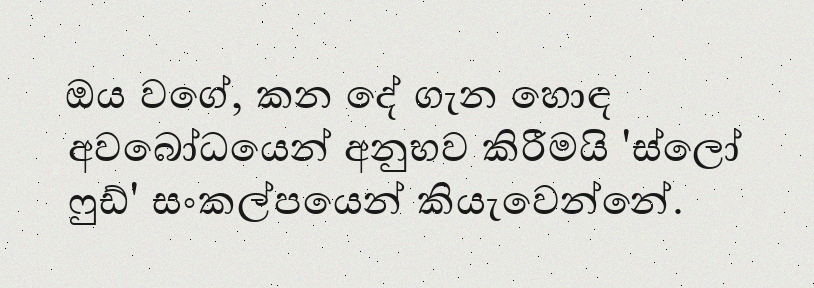 ඔය වගේ, කන දේ ගැන හොඳ
අවබෝධයෙන් අනුභව කිරීමයි 'ස්ලෝ
ෆුඩ්' සංකල්පයෙන් කියැවෙන්නේ.